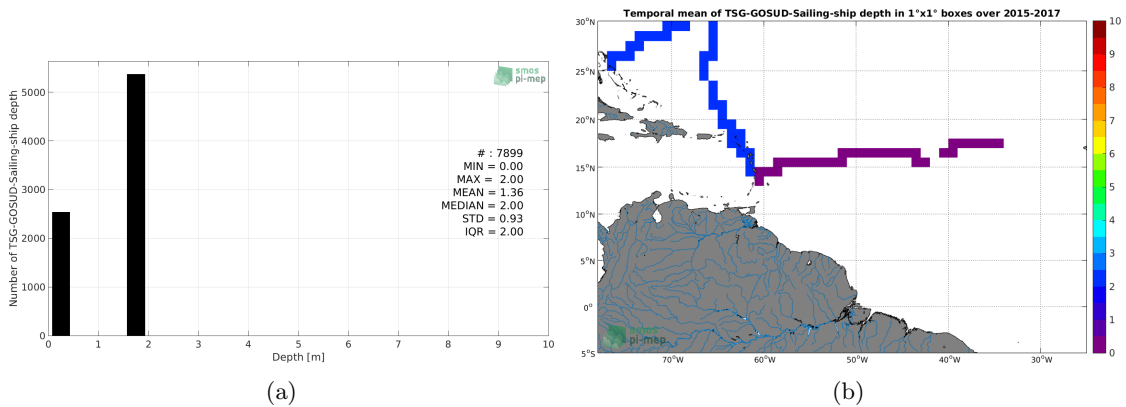 smos
pi-mep
Number of TSG-GOSUD-Sailing-ship depth
5000
4000
3000
2000
1000
0
# : 7899
MIN = 0.00
MAX = 2.00
MEAN = 1.36
MEDIAN = 2.00
STD = 0.93
IQR = 2.00
0 1 2 3 4 5 6 7 8 9 10
Depth [m]
(a)
Temporal mean of TSG-GOSUD-Sailing-ship depth in 1°x1° boxes over 2015-2017
30°N
25°N
20°N
15°N
10°N
5°N
0°
5°S
70°W 60°W 50°W 40°W 30°W
smos
pi-mep
10
9
8
7
6
5
4
3
2
1
0
(b)